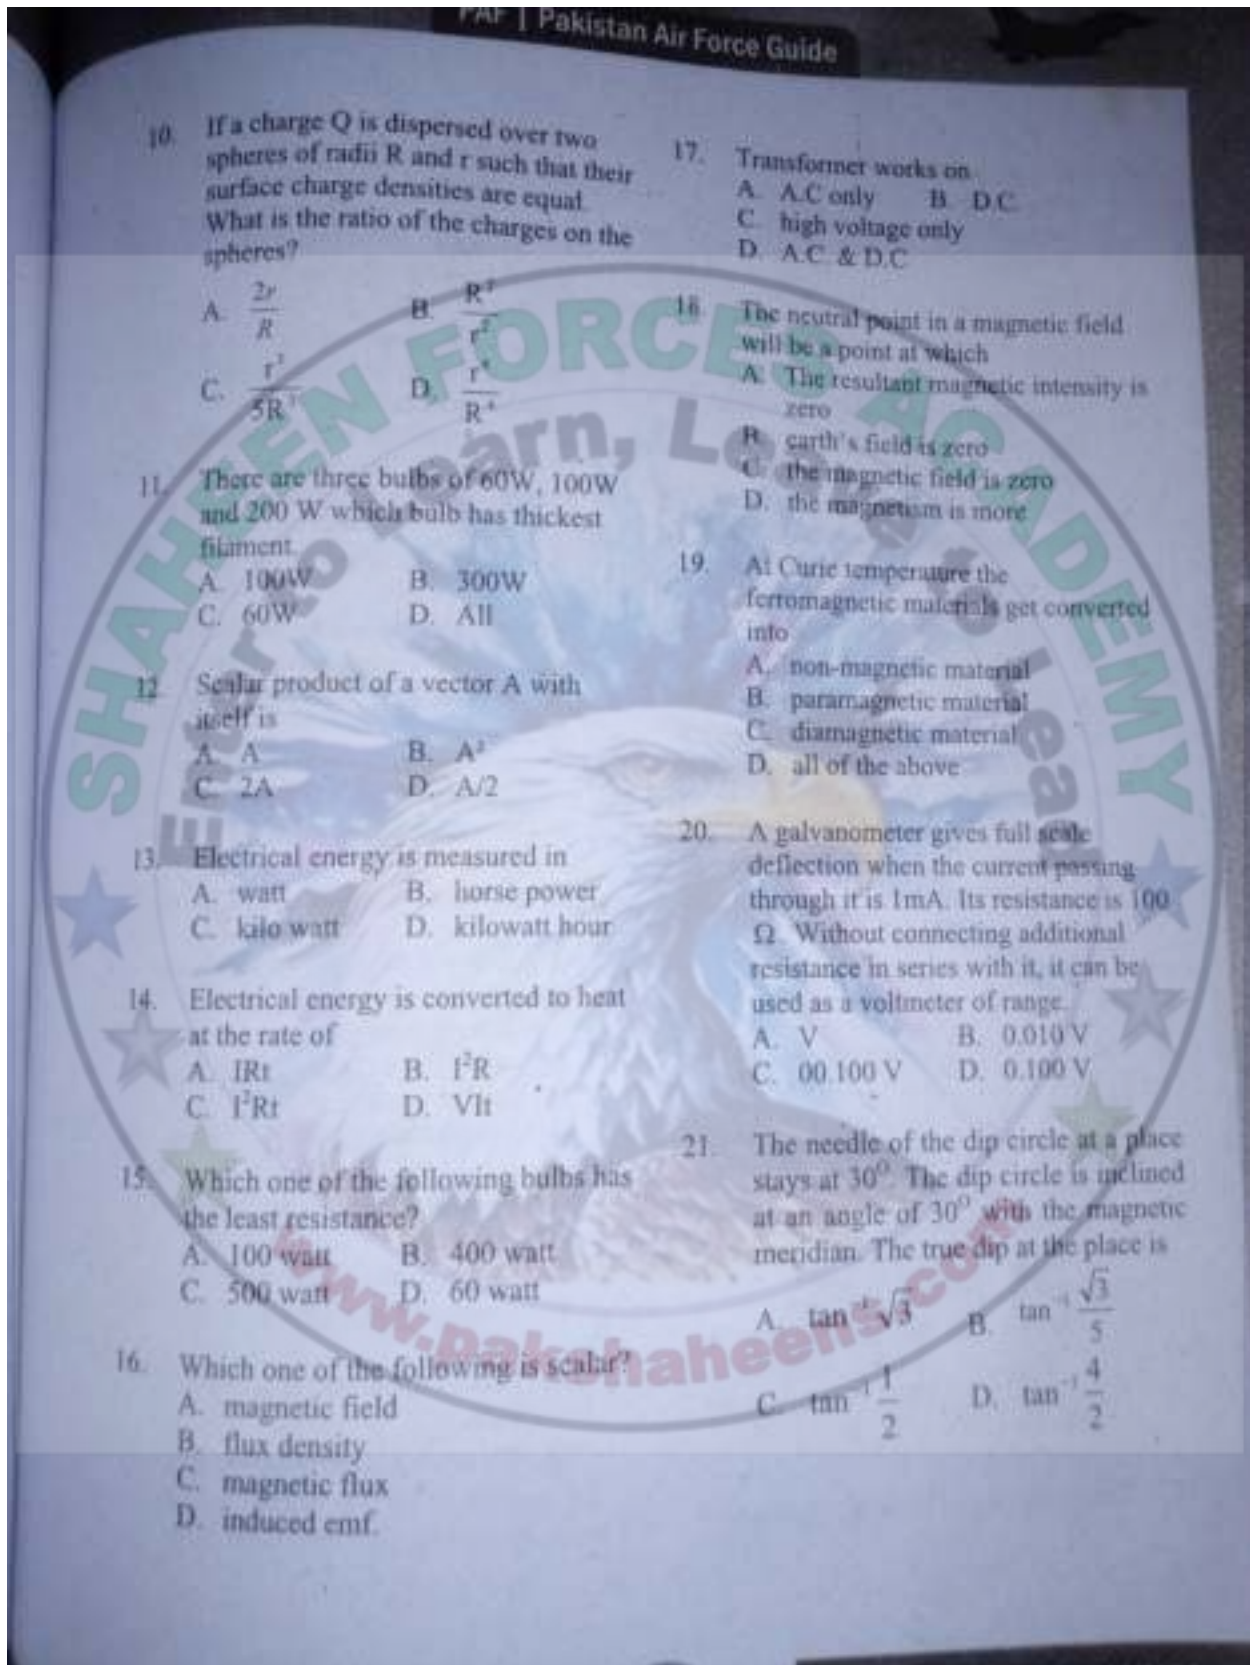 PAF | Pakistan Air Force Guide
10. If a charge Q is dispersed over two
spheres of radii R and r such that their
surface charge densities are equal.
What is the ratio of the charges on the
spheres?
A. 2r/R B. R²/r²
C. r³/5R³ D. r⁴/R⁴
11. There are three bulbs of 60W, 100W
and 200 W which bulb has thickest
filament.
A. 100W B. 300W
C. 60W D. All
12 Scalar product of a vector A with
itself is
A. A B. A²
C. 2A D. A/2
13. Electrical energy is measured in
A. watt B. horse power
C. kilo watt D. kilowatt hour
14. Electrical energy is converted to heat
at the rate of
A. IRt B. I²R
C. I²Rt D. VIt
15. Which one of the following bulbs has
the least resistance?
A. 100 watt B. 400 watt
C. 500 watt D. 60 watt
16. Which one of the following is scalar?
A. magnetic field
B. flux density
C. magnetic flux
D. induced emf.
17. Transformer works on
A. A.C only B. D.C
C. high voltage only
D. A.C. & D.C
18. The neutral point in a magnetic field
will be a point at which
A. The resultant magnetic intensity is
zero
B. earth's field is zero
C. the magnetic field is zero
D. the magnetism is more
19. At Curie temperature the
ferromagnetic materials get converted
into
A. non-magnetic material
B. paramagnetic material
C. diamagnetic material
D. all of the above
20. A galvanometer gives full scale
deflection when the current passing
through it is 1mA. Its resistance is 100
Ω. Without connecting additional
resistance in series with it, it can be
used as a voltmeter of range.
A. V B. 0.010 V
C. 00.100 V D. 0.100 V
21. The needle of the dip circle at a place
stays at 30⁰. The dip circle is inclined
at an angle of 30⁰ with the magnetic
meridian. The true dip at the place is
A. tan⁻¹√3 B. tan⁻¹ √3/5
C. tan⁻¹ 1/2 D. tan⁻¹ 4/2
SHAHEEN FORCES ACADEMY
Enter to Learn, Leave to Lead
www.pakshaheens.com